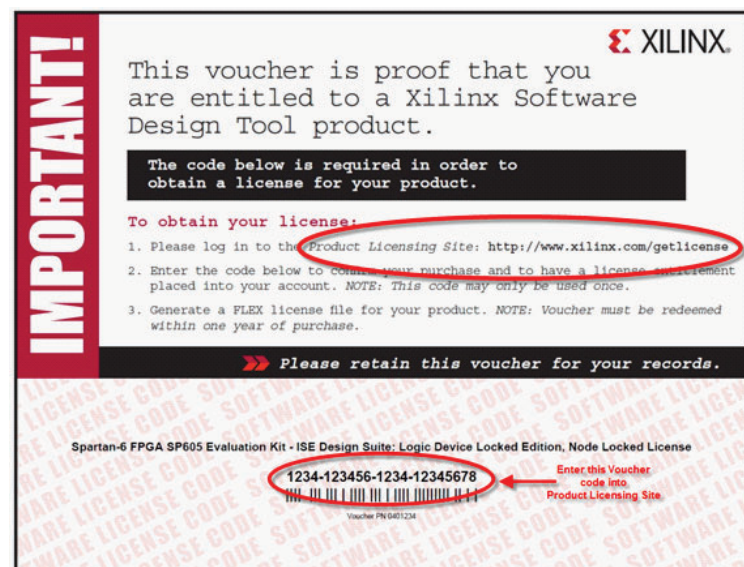 IMPORTANT!
XILINX®
This voucher is proof that you
are entitled to a Xilinx Software
Design Tool product.
The code below is required in order to
obtain a license for your product.
To obtain your license:
1. Please log in to the Product Licensing Site: http://www.xilinx.com/getlicense
2. Enter the code below to confirm your purchase and to have a license entitlement
placed into your account. NOTE: This code may only be used once.
3. Generate a FLEX license file for your product. NOTE: Voucher must be redeemed
within one year of purchase.
Please retain this voucher for your records.
Spartan-6 FPGA SP605 Evaluation Kit - ISE Design Suite: Logic Device Locked Edition, Node Locked License
1234-123456-1234-12345678
Voucher PN 0401234
Enter this Voucher
code into
Product Licensing Site